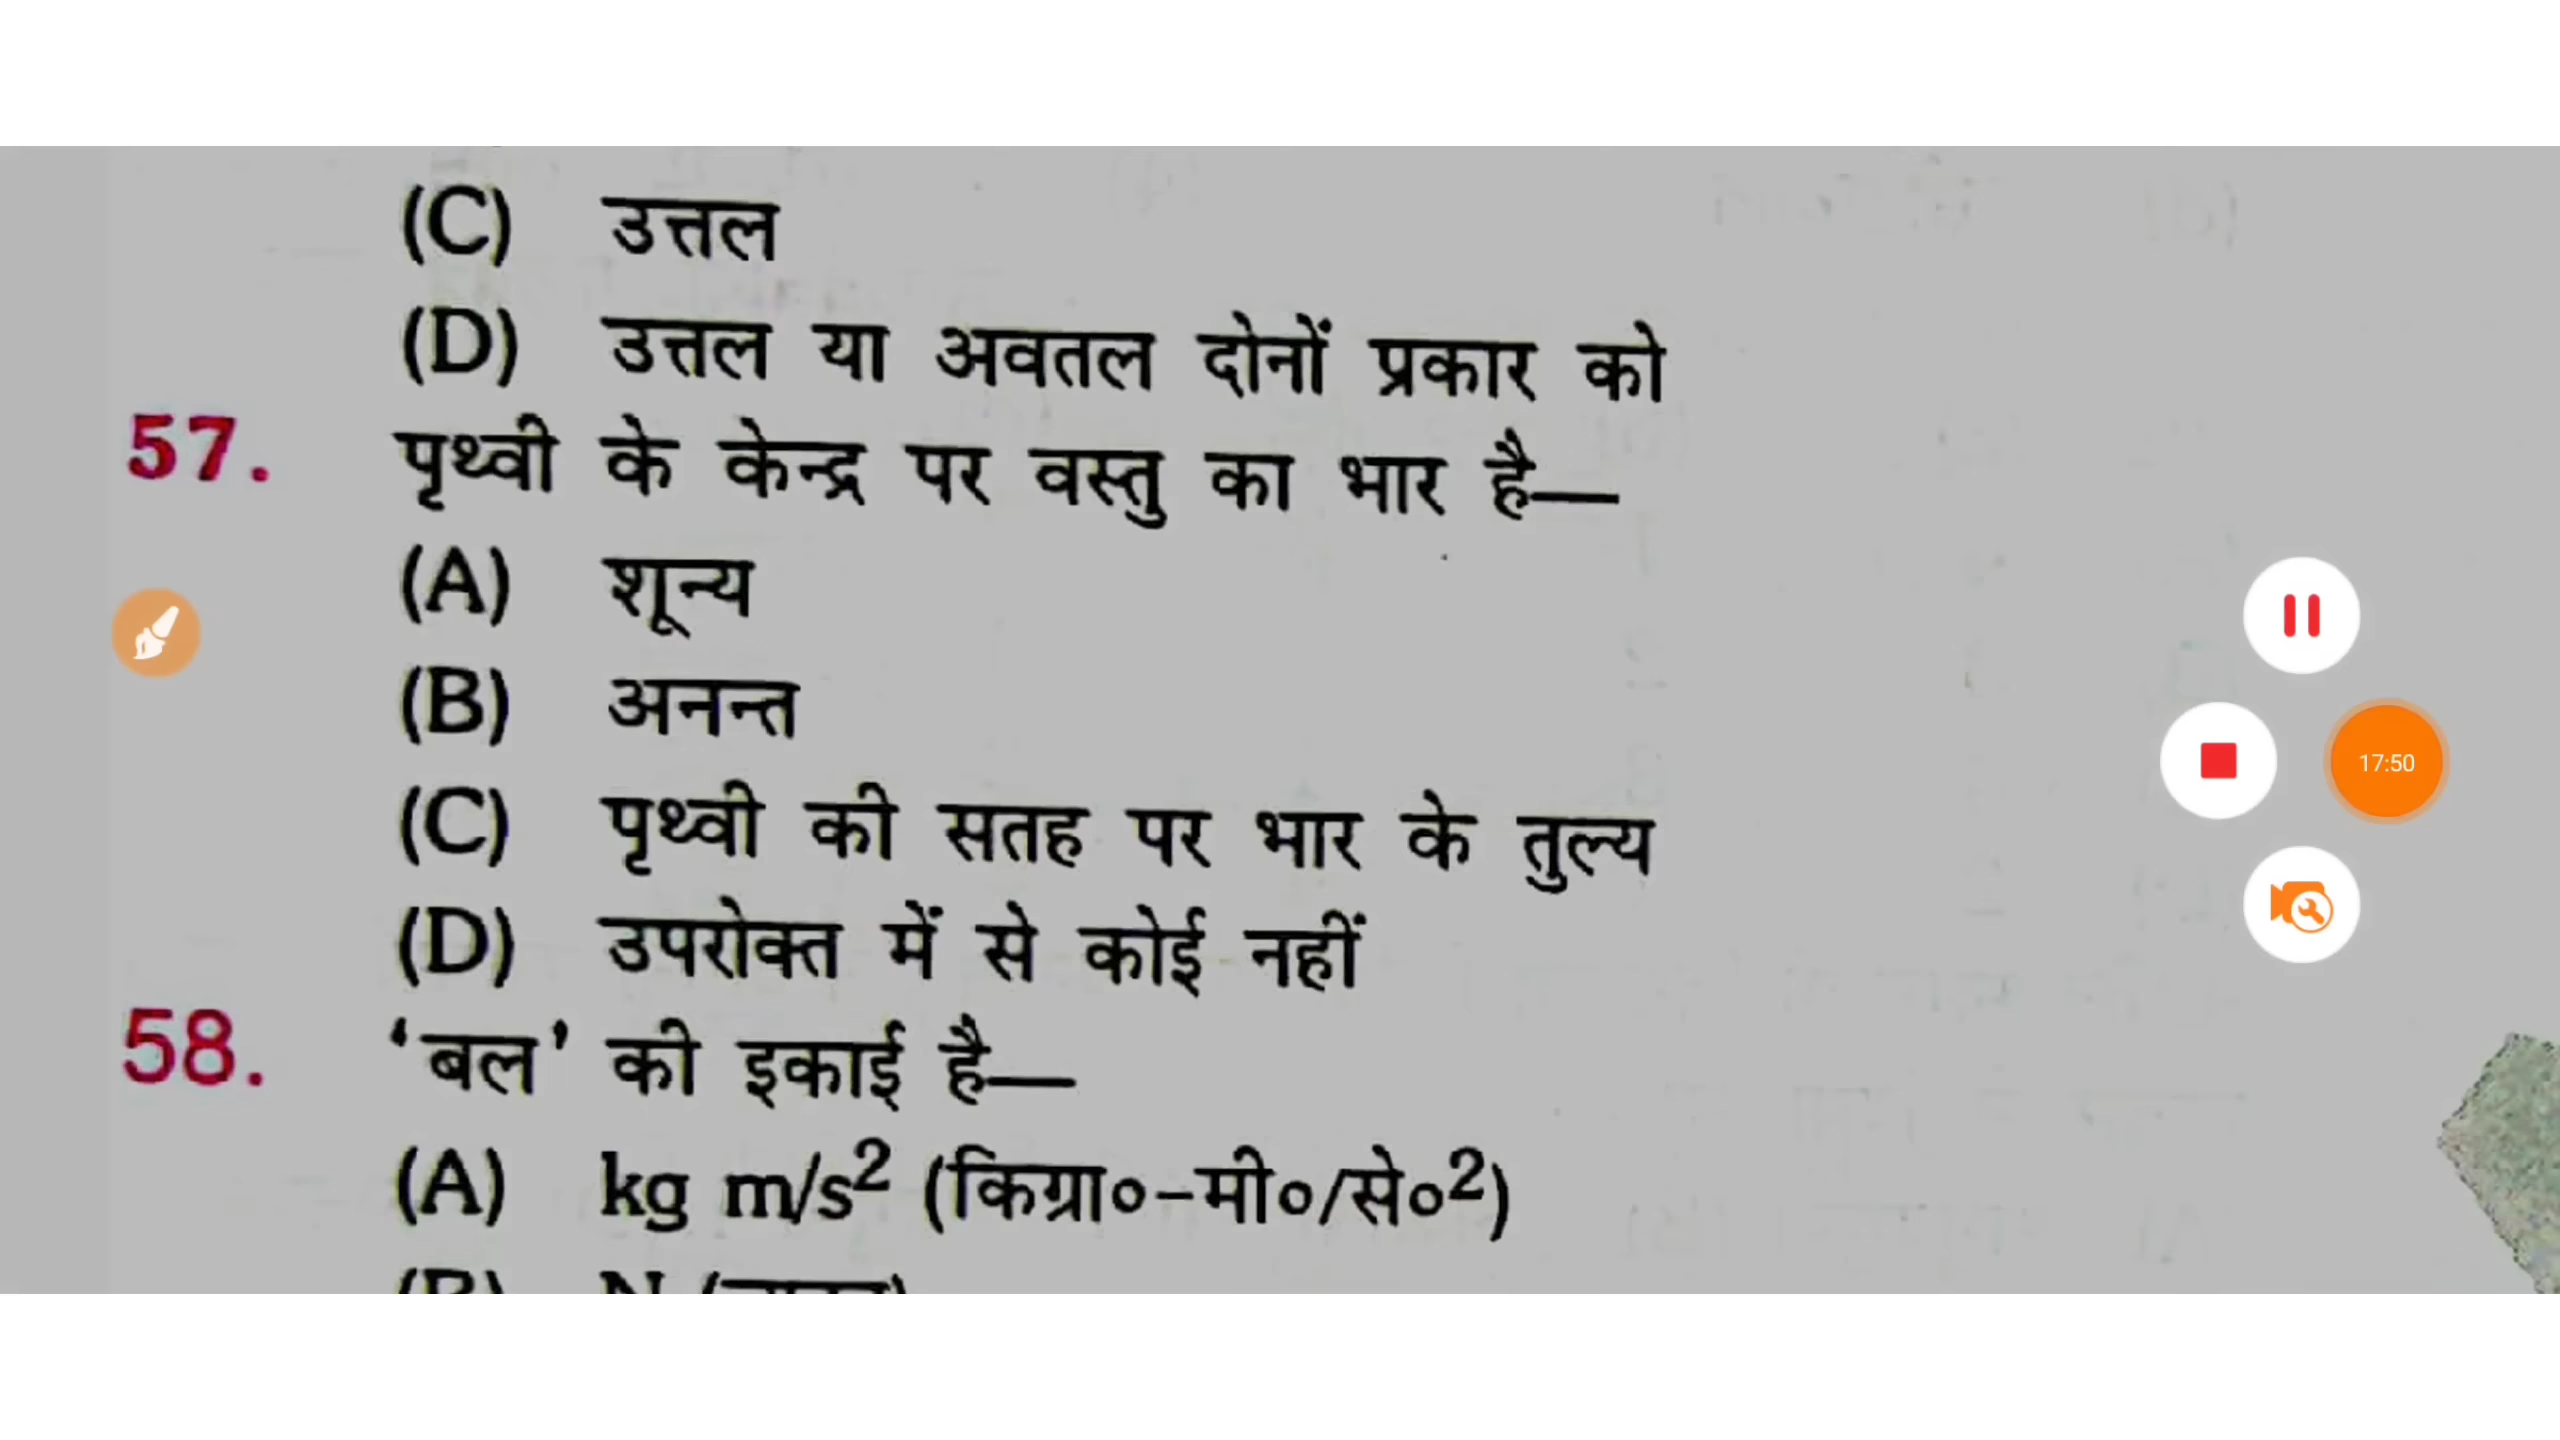 (C) उत्तल
(D) उत्तल या अवतल दोनों प्रकार को
57. पृथ्वी के केन्द्र पर वस्तु का भार है—
(A) शून्य
(B) अनन्त
(C) पृथ्वी की सतह पर भार के तुल्य
(D) उपरोक्त में से कोई नहीं
17:50
58. ‘बल’ की इकाई है—
(A) kg m/s² (किग्रा०-मी०/से०²)